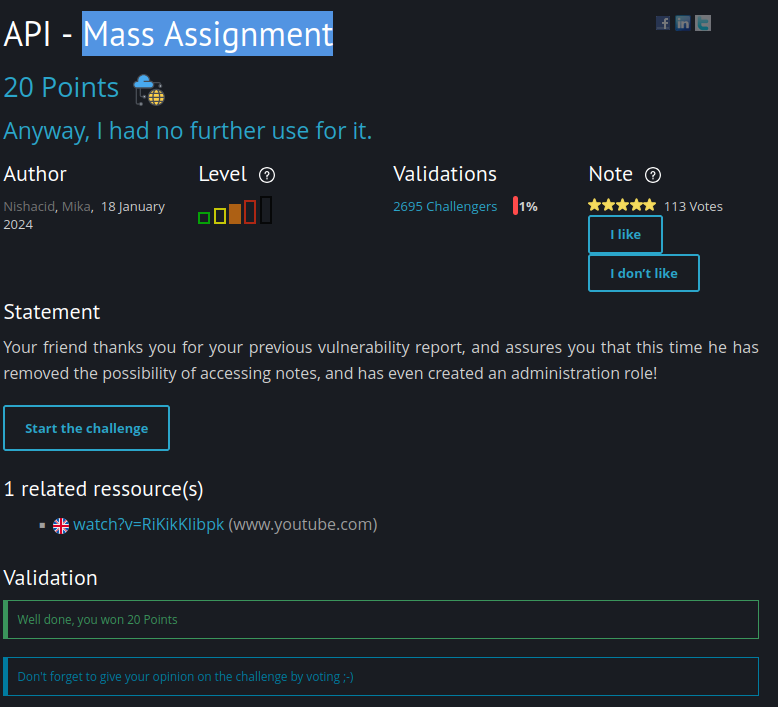 API - Mass Assignment
20 Points
Anyway, I had no further use for it.
Author
Level
Validations
Note
Nishacid, Mika, 18 January 2024
2695 Challengers
1%
113 Votes
I like
I don't like
Statement
Your friend thanks you for your previous vulnerability report, and assures you that this time he has
removed the possibility of accessing notes, and has even created an administration role!
Start the challenge
1 related ressource(s)
watch?v=RiKikKlibpk (www.youtube.com)
Validation
Well done, you won 20 Points
Don't forget to give your opinion on the challenge by voting ;-)